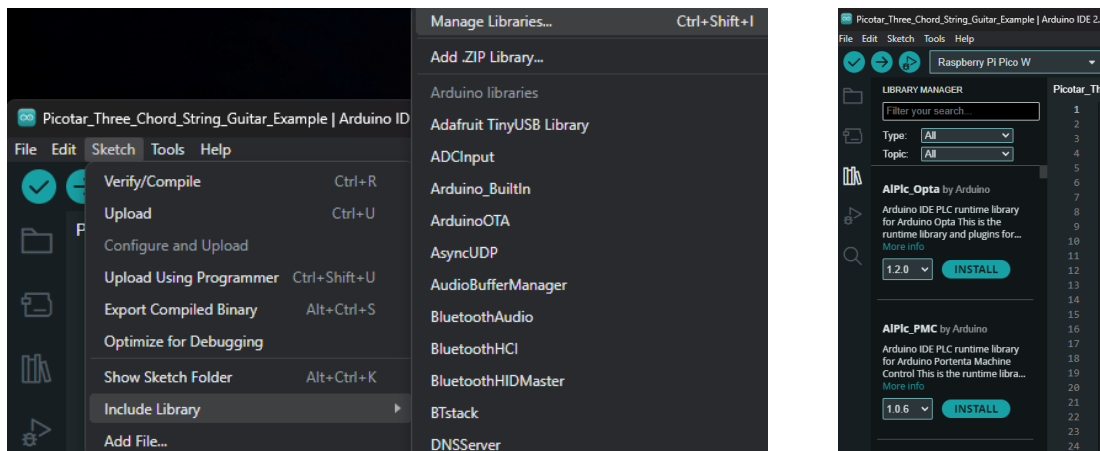 Manage Libraries... Ctrl+Shift+I
Add .ZIP Library...
Arduino libraries
Adafruit TinyUSB Library
ADCInput
Arduino_BuiltIn
ArduinoOTA
AsyncUDP
AudioBufferManager
BluetoothAudio
BluetoothHCI
BluetoothHIDMaster
BTstack
DNSServer
Picotar_Three_Chord_String_Guitar_Example | Arduino ID
File Edit Sketch Tools Help
Verify/Compile Ctrl+R
Upload Ctrl+U
Configure and Upload
Upload Using Programmer Ctrl+Shift+U
Export Compiled Binary Alt+Ctrl+S
Optimize for Debugging
Show Sketch Folder Alt+Ctrl+K
Include Library
Add File...
P
Picotar_Three_Chord_String_Guitar_Example | Arduino IDE 2.
File Edit Sketch Tools Help
Raspberry Pi Pico W
LIBRARY MANAGER
Filter your search...
Type: All
Topic: All
AlPlc_Opta by Arduino
Arduino IDE PLC runtime library
for Arduino Opta This is the
runtime library and plugins for...
More info
1.2.0 INSTALL
AlPlc_PMC by Arduino
Arduino IDE PLC runtime library
for Arduino Portenta Machine
Control This is the runtime libra...
More info
1.0.6 INSTALL
Picotar_Th
1
2
3
4
5
6
7
8
9
10
11
12
13
14
15
16
17
18
19
20
21
22
23
24